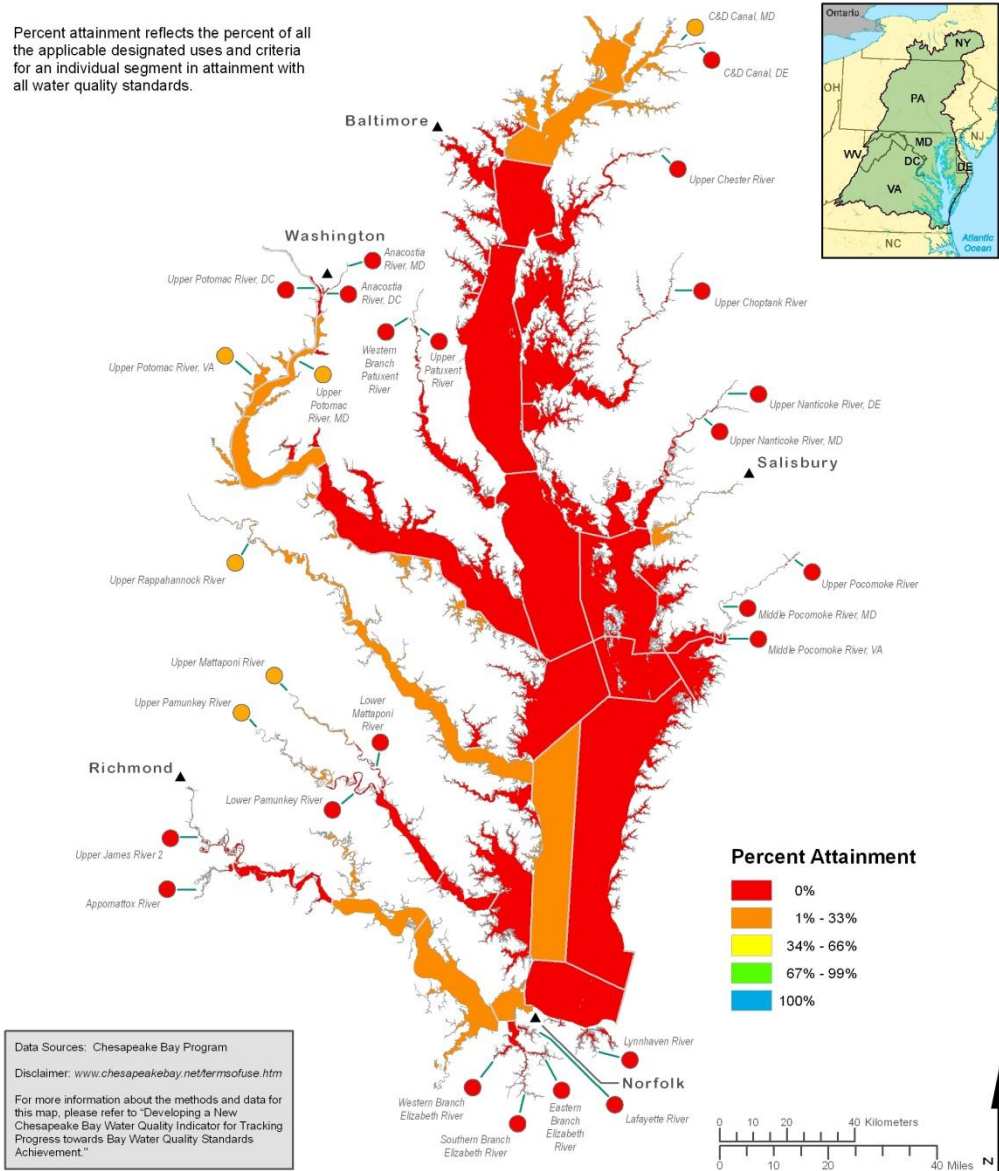 Percent attainment reflects the percent of all
the applicable designated uses and criteria
for an individual segment in attainment with
all water quality standards.
C&D Canal, MD
C&D Canal, DE
Ontario
NY
OH
PA
NJ
MD
WV
DC
DE
VA
NC
Atlantic
Ocean
Baltimore
Upper Chester River
Washington
Anacostia
River, MD
Upper Potomac River, DC
Anacostia
River, DC
Upper Choptank River
Western
Branch
Patuxent
River
Upper
Patuxent
River
Upper Potomac River, VA
Upper
Potomac
River, MD
Upper Nanticoke River, DE
Upper Nanticoke River, MD
Salisbury
Upper Rappahannock River
Upper Pocomoke River
Middle Pocomoke River, MD
Middle Pocomoke River, VA
Upper Mattaponi River
Upper Pamunkey River
Lower
Mattaponi
River
Richmond
Lower Pamunkey River
Upper James River 2
Appomattox River
Percent Attainment
0%
1% - 33%
34% - 66%
67% - 99%
100%
Data Sources: Chesapeake Bay Program
Disclaimer: www.chesapeakebay.net/termsofuse.htm
For more information about the methods and data for
this map, please refer to "Developing a New
Chesapeake Bay Water Quality Indicator for Tracking
Progress towards Bay Water Quality Standards
Achievement."
Lynnhaven River
Norfolk
Western Branch
Elizabeth River
Southern Branch
Elizabeth River
Eastern
Branch
Elizabeth
River
Lafayette River
0 10 20 40 Kilometers
0 10 20 40 Miles
N